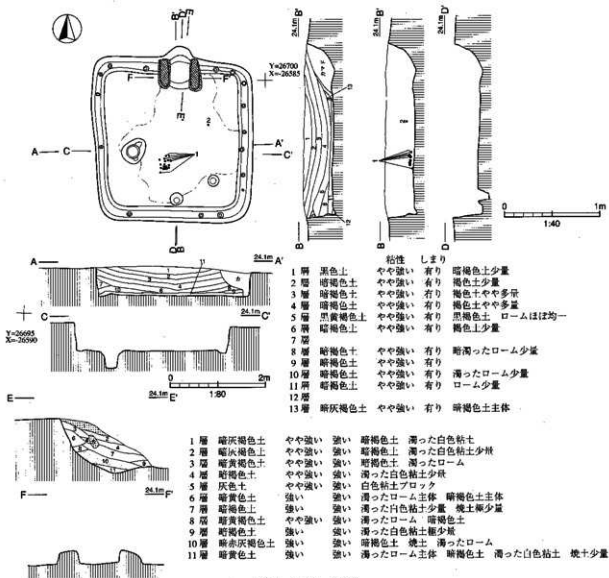 B' D' E'
24.1m B' B' D'
Y=26700
X=-26585
F F'
カマド
E
A C A' C'
1 2
B D
0 1m
1:40
A 24.1m A'
C 24.1m C'
Y=26695
X=-26590
0 1:80 2m
E 24.1m E'
F 24.1m F'
粘性 しまり
1 層 黒色土 やや強い 有り 暗褐色土少量
2 層 暗褐色土 やや強い 有り 褐色土少量
3 層 暗褐色土 やや強い 有り 褐色土やや多量
4 層 暗褐色土 やや強い 有り 褐色土やや多量
5 層 黒黄褐色土 やや強い 有り 黒褐色土 ロームほぼ均一
6 層 暗褐色土 やや強い 有り 褐色土少量
7 層
8 層 暗褐色土 やや強い 有り 暗濁ったローム少量
9 層 暗褐色土 やや強い 有り
10 層 暗褐色土 やや強い 有り 濁ったローム少量
11 層 暗褐色土 やや強い 有り ローム少量
12 層
13 層 暗灰褐色土 やや強い 有り 暗褐色土主体
1 層 暗灰褐色土 やや強い 強い 暗褐色土 濁った白色粘土
2 層 暗灰褐色土 やや強い 強い 暗褐色土 濁った白色粘土少量
3 層 暗黄褐色土 やや強い 強い 暗褐色土 濁ったローム
4 層 暗褐色土 やや強い 強い 濁った白色粘土少量
5 層 灰色土 やや強い 強い 白色粘土ブロック
6 層 暗黄色土 強い 強い 濁ったローム主体 暗褐色土主体
7 層 暗褐色土 強い 強い 濁った白色粘土少量 焼土極少量
8 層 暗黄褐色土 やや強い 強い 濁ったローム 暗褐色土
9 層 暗褐色土 強い 強い 濁った白色粘土極少量
10 層 暗赤灰褐色土 強い 強い 暗褐色土 焼土 濁ったローム
11 層 暗黄色土 強い 強い 濁ったローム主体 暗褐色土 濁った白色粘土 焼土少量